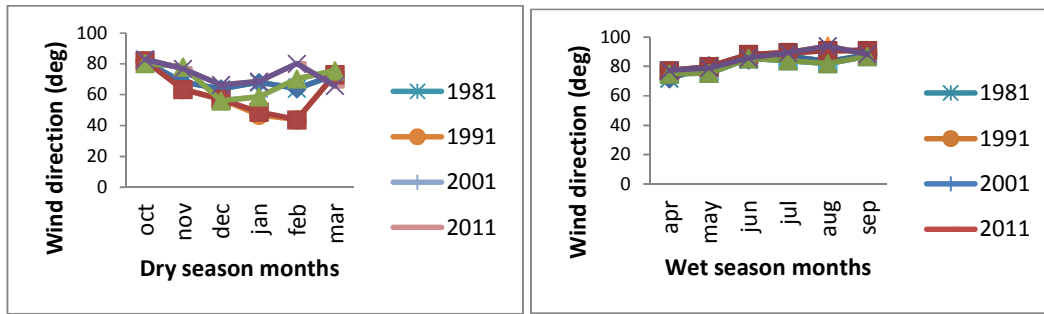 Wind direction (deg)
100
80
60
40
20
0
oct
nov
dec
jan
feb
mar
Dry season months
1981
1991
2001
2011
Wind direction (deg)
100
80
60
40
20
0
apr
may
jun
jul
aug
sep
Wet season months
1981
1991
2001
2011